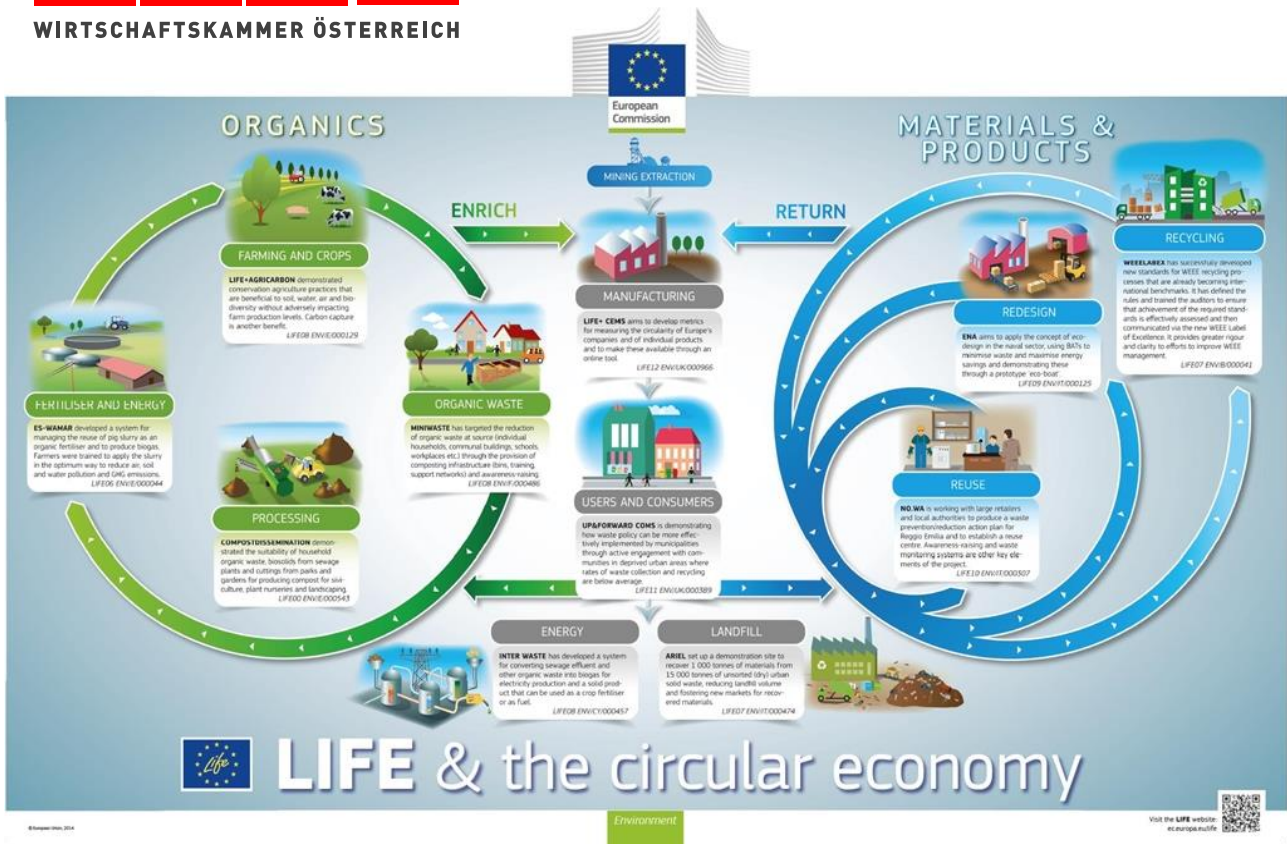 WIRTSCHAFTSKAMMER ÖSTERREICH
European
Commission
ORGANICS
MATERIALS &
PRODUCTS
MINING EXTRACTION
ENRICH
RETURN
FARMING AND CROPS
LIFE+AGRICARBON demonstrated
conservation agriculture practices that
are beneficial to soil, water, air and bio-
diversity without adversely impacting
farm production levels. Carbon capture
is another benefit.
LIFE08 ENV/E/000129
FERTILISER AND ENERGY
ES-WAMAR developed a system for
managing the reuse of pig slurry as an
organic fertiliser and to produce biogas.
Farmers were trained to apply the slurry
in the optimum way to reduce air, soil
and water pollution and GHG emissions.
LIFE06 ENV/E/000044
ORGANIC WASTE
MINIWASTE has targeted the reduction
of organic waste at source (individual
households, communal buildings, schools,
workplaces etc.) through the provision of
composting infrastructure (bins, training,
support networks) and awareness-raising.
LIFE08 ENV/F/000486
PROCESSING
COMPOSTDISSEMINATION demon-
strated the suitability of household
organic waste, biosolids from sewage
plants and cuttings from parks and
gardens for producing compost for silvi-
culture, plant nurseries and landscaping.
LIFE00 ENV/E/000543
MANUFACTURING
LIFE+ CEMS aims to develop metrics
for measuring the circularity of Europe's
companies and of individual products
and to make these available through an
online tool.
LIFE12 ENV/UK/000966
USERS AND CONSUMERS
UP&FORWARD COMS is demonstrating
how waste policy can be more effec-
tively implemented by municipalities
through active engagement with com-
munities in deprived urban areas where
rates of waste collection and recycling
are below average.
LIFE11 ENV/UK/000389
ENERGY
INTER WASTE has developed a system
for converting sewage effluent and
other organic waste into biogas for
electricity production and a solid prod-
uct that can be used as a crop fertiliser
or as fuel.
LIFE08 ENV/CY/000457
LANDFILL
ARIEL set up a demonstration site to
recover 1 000 tonnes of materials from
15 000 tonnes of unsorted (dry) urban
solid waste, reducing landfill volume
and fostering new markets for recov-
ered materials.
LIFE07 ENV/IT/000474
RECYCLING
WEEELABEX has successfully developed
new standards for WEEE recycling pro-
cesses that are already becoming inter-
national benchmarks. It has defined the
rules and trained the auditors to ensure
that achievement of the required stand-
ards is effectively assessed and then
communicated via the new WEEE Label
of Excellence. It provides greater rigour
and clarity to efforts to improve WEEE
management.
LIFE07 ENV/B/000041
REDESIGN
ENA aims to apply the concept of eco-
design in the naval sector, using BATs to
minimise waste and maximise energy
savings and demonstrating these
through a prototype 'eco-boat'.
LIFE09 ENV/IT/000125
REUSE
NO.WA is working with large retailers
and local authorities to produce a waste
prevention/reduction action plan for
Reggio Emilia and to establish a reuse
centre. Awareness-raising and waste
monitoring systems are other key ele-
ments of the project.
LIFE10 ENV/IT/000307
Life
LIFE & the circular economy
© European Union, 2014
Environment
Visit the LIFE website:
ec.europa.eu/life